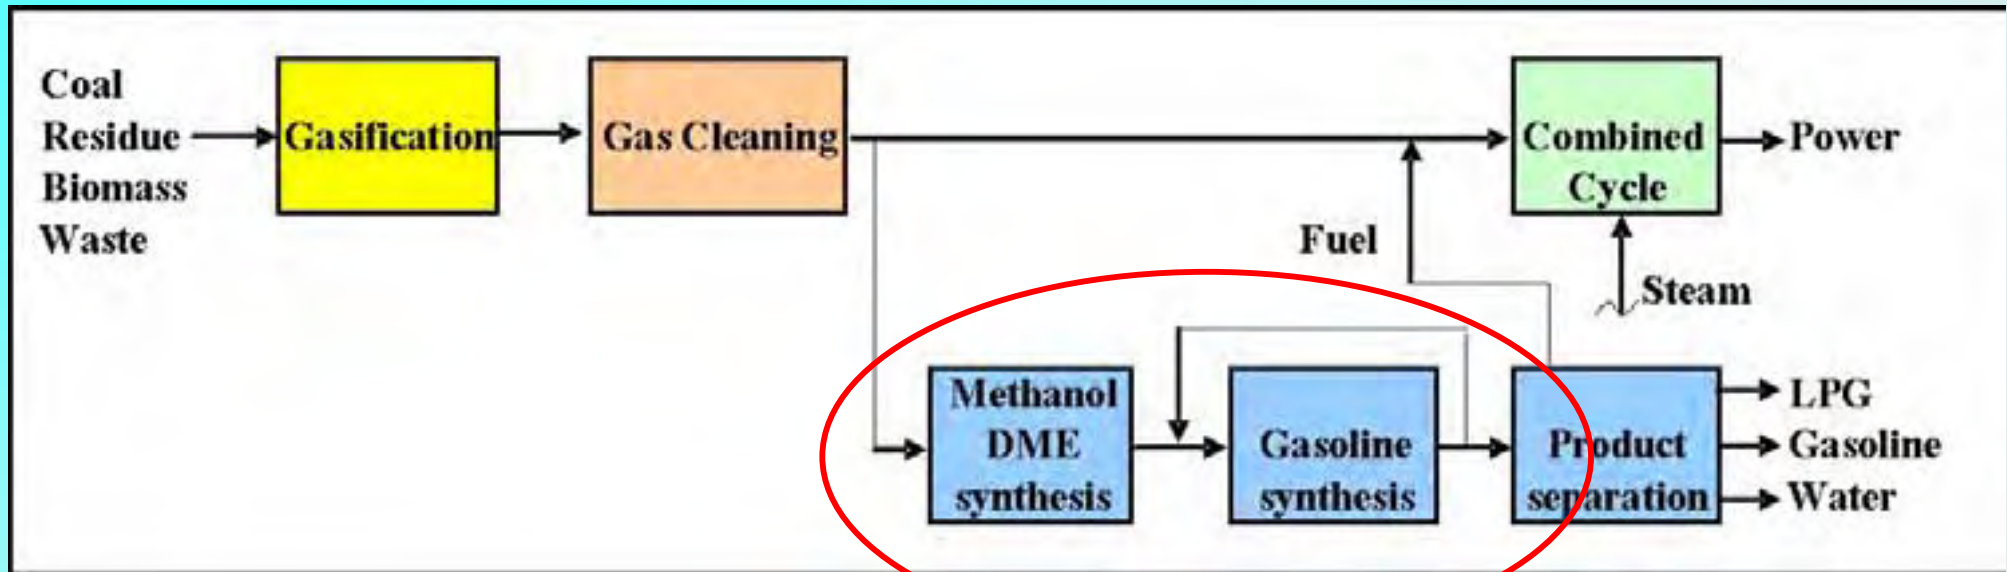 Coal
Residue
Biomass
Waste
Gasification
Gas Cleaning
Combined
Cycle
Power
Fuel
Steam
Methanol
DME
synthesis
Gasoline
synthesis
Product
separation
LPG
Gasoline
Water